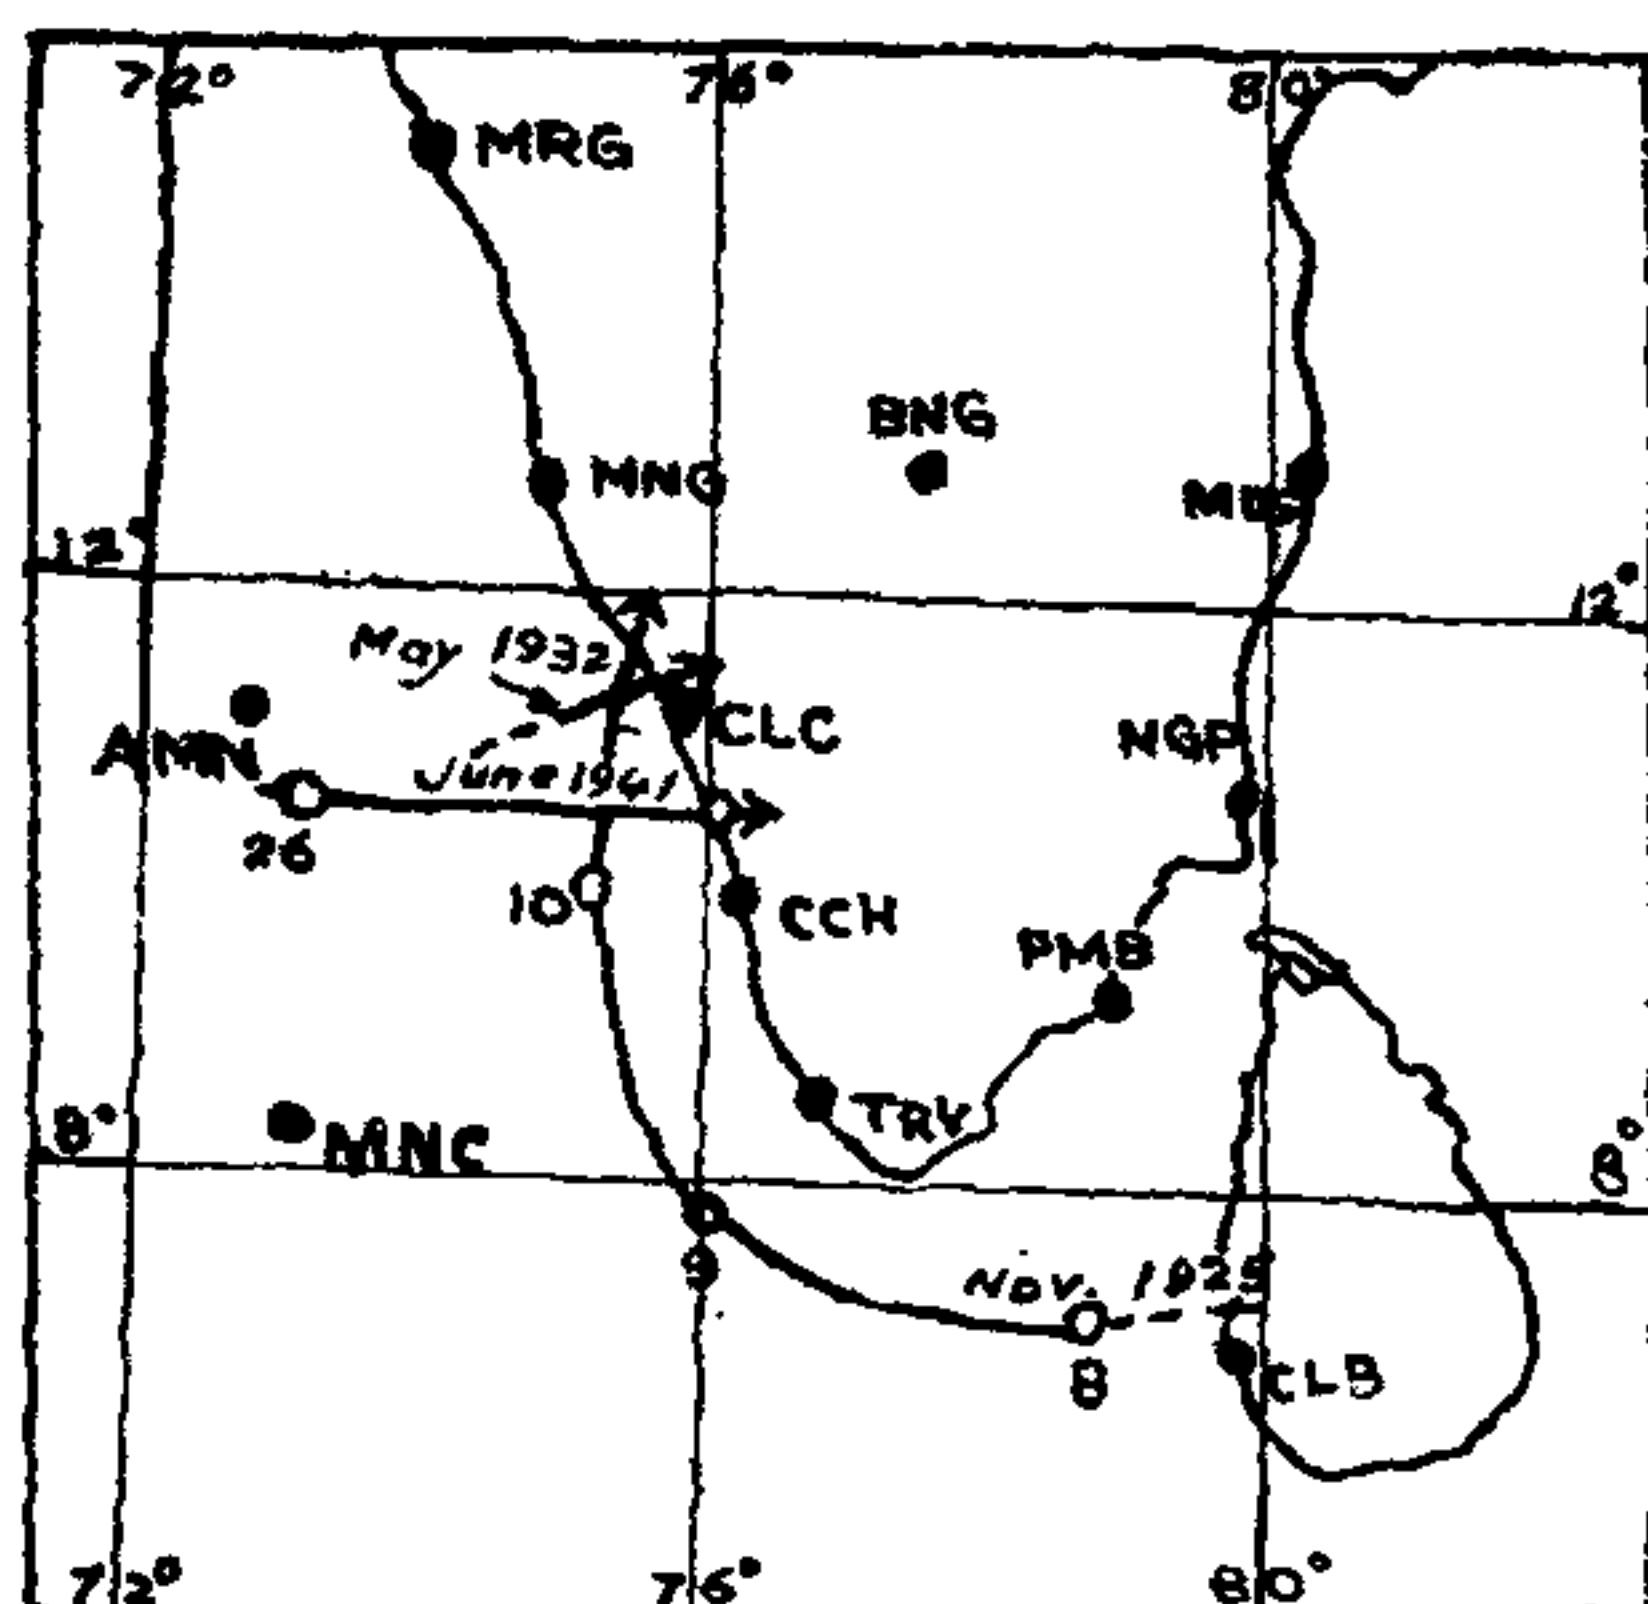 72° 76° 80°
MRG
BNG
MNG
MDS
12° 12°
May 1932
CLC
AMN
NGP
June 1941
26
10
CCH
PMB
TRV
8° 8°
MNC
9
Nov. 1925
8
CLB
72° 76° 80°